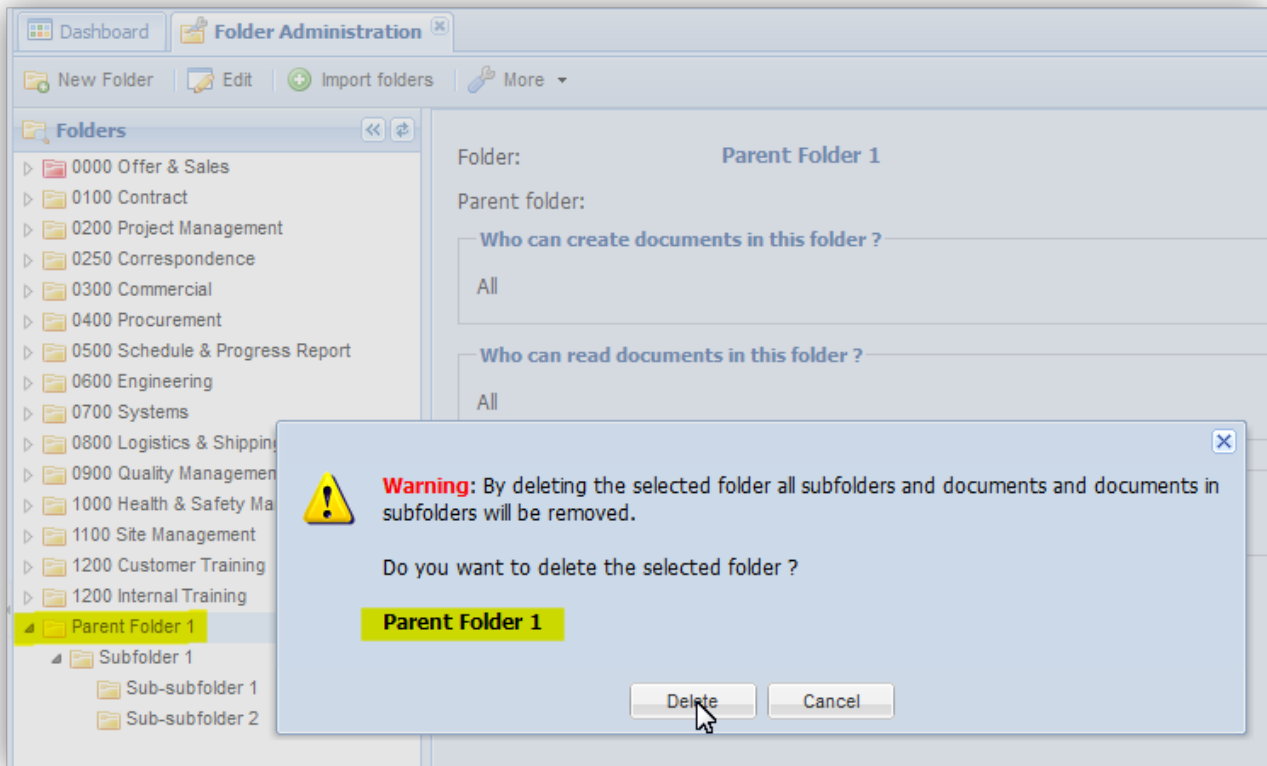 Dashboard
Folder Administration
New Folder
Edit
Import folders
More
Folders
0000 Offer & Sales
0100 Contract
0200 Project Management
0250 Correspondence
0300 Commercial
0400 Procurement
0500 Schedule & Progress Report
0600 Engineering
0700 Systems
0800 Logistics & Shipping
0900 Quality Managemen
1000 Health & Safety Ma
1100 Site Management
1200 Customer Training
1200 Internal Training
Parent Folder 1
Subfolder 1
Sub-subfolder 1
Sub-subfolder 2
Folder: Parent Folder 1
Parent folder:
Who can create documents in this folder ?
All
Who can read documents in this folder ?
All
Warning: By deleting the selected folder all subfolders and documents and documents in
subfolders will be removed.
Do you want to delete the selected folder ?
Parent Folder 1
Delete
Cancel